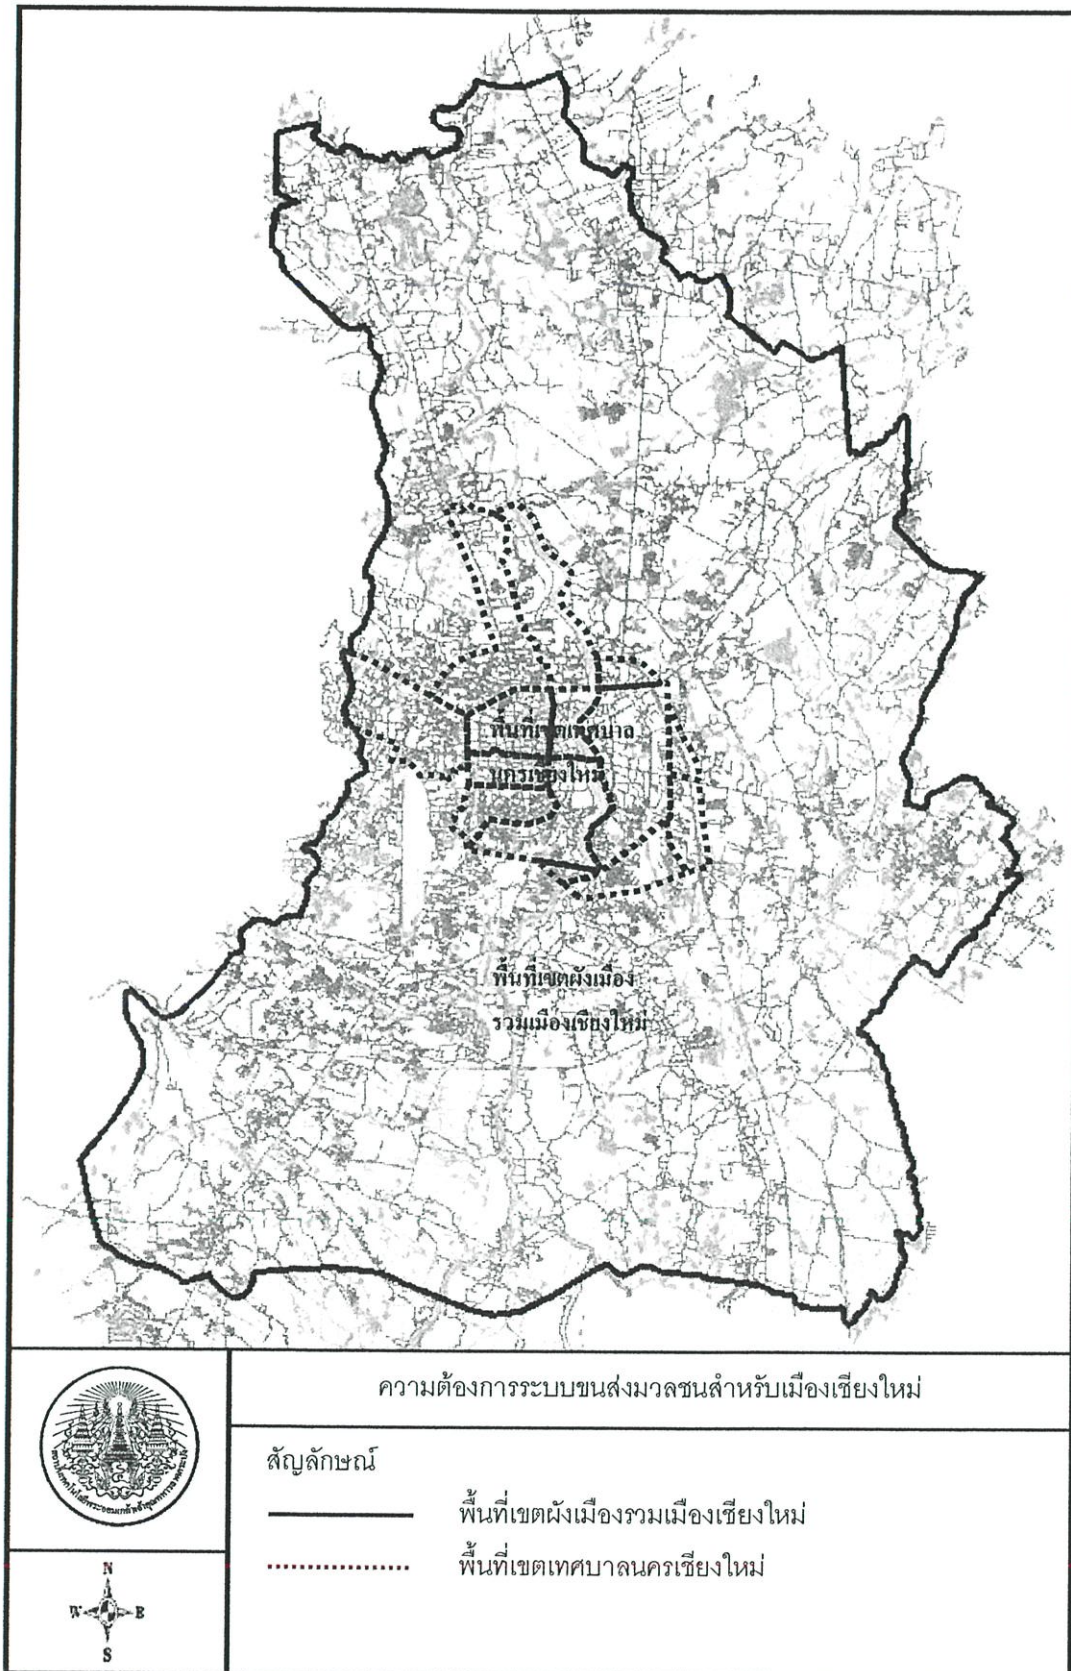 พื้นที่เขตเทศบาล
นครเชียงใหม่
พื้นที่เขตผังเมือง
รวมเมืองเชียงใหม่
ความต้องการระบบขนส่งมวลชนสำหรับเมืองเชียงใหม่
สัญลักษณ์
พื้นที่เขตผังเมืองรวมเมืองเชียงใหม่
พื้นที่เขตเทศบาลนครเชียงใหม่
N
W E
S